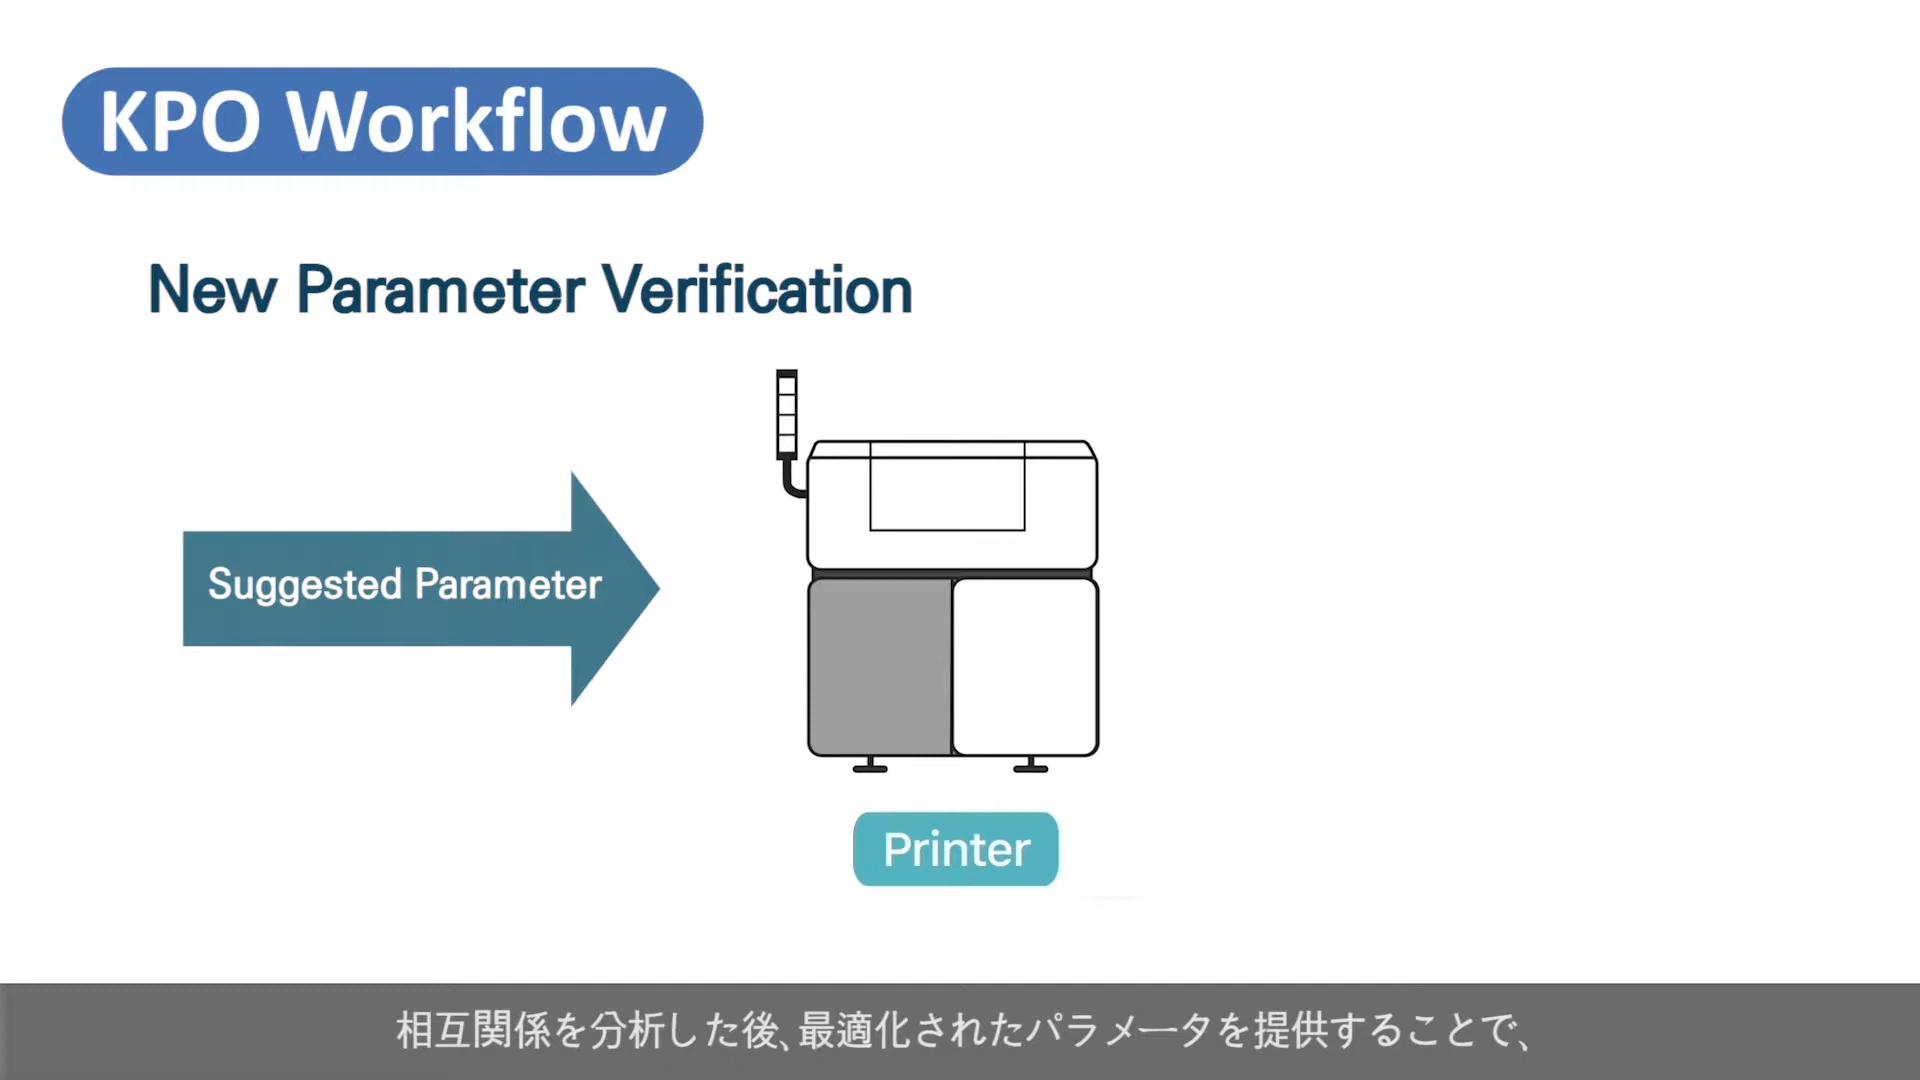 KPO Workflow
New Parameter Verification
Suggested Parameter
Printer
相互関係を分析した後、最適化されたパラメータを提供することで、